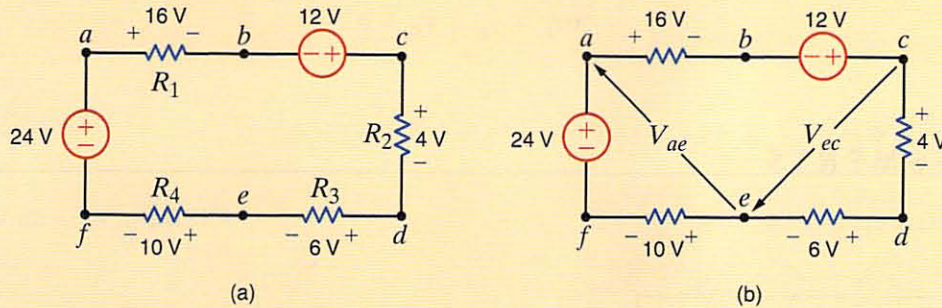 16 V 12 V
a + − b − + c
R1
24 V + −
+
R2 4 V
−
R4 e R3
f − 10 V + − 6 V + d
(a)
16 V 12 V
a + − b − + c
24 V + −
Vae Vec
+
4 V
−
e
f − 10 V + − 6 V + d
(b)